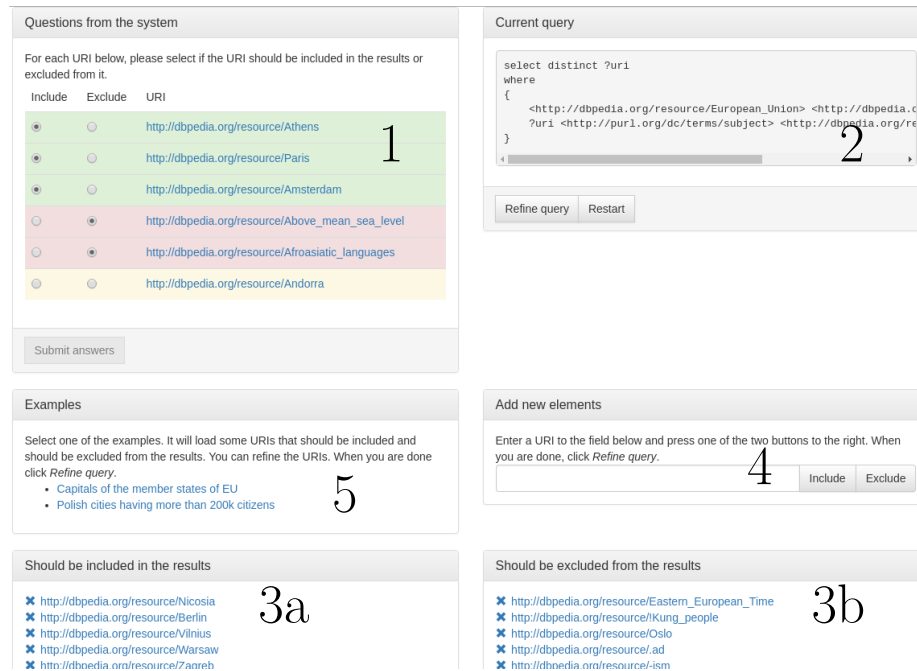 Questions from the system
For each URI below, please select if the URI should be included in the results or
excluded from it.
Include Exclude URI
http://dbpedia.org/resource/Athens
1
http://dbpedia.org/resource/Paris
http://dbpedia.org/resource/Amsterdam
http://dbpedia.org/resource/Above_mean_sea_level
http://dbpedia.org/resource/Afroasiatic_languages
http://dbpedia.org/resource/Andorra
Submit answers
Current query
select distinct ?uri
where
{
<http://dbpedia.org/resource/European_Union> <http://dbpedia.o
?uri <http://purl.org/dc/terms/subject> <http://dbpedia.org/re
}
2
Refine query Restart
Examples
Select one of the examples. It will load some URIs that should be included and
should be excluded from the results. You can refine the URIs. When you are done
click Refine query.
• Capitals of the member states of EU
• Polish cities having more than 200k citizens
5
Add new elements
Enter a URI to the field below and press one of the two buttons to the right. When
you are done, click Refine query.
4
Include Exclude
Should be included in the results
http://dbpedia.org/resource/Nicosia
http://dbpedia.org/resource/Berlin
http://dbpedia.org/resource/Vilnius
http://dbpedia.org/resource/Warsaw
http://dbpedia.org/resource/Zagreb
3a
Should be excluded from the results
http://dbpedia.org/resource/Eastern_European_Time
http://dbpedia.org/resource/!Kung_people
http://dbpedia.org/resource/Oslo
http://dbpedia.org/resource/.ad
http://dbpedia.org/resource/-ism
3b